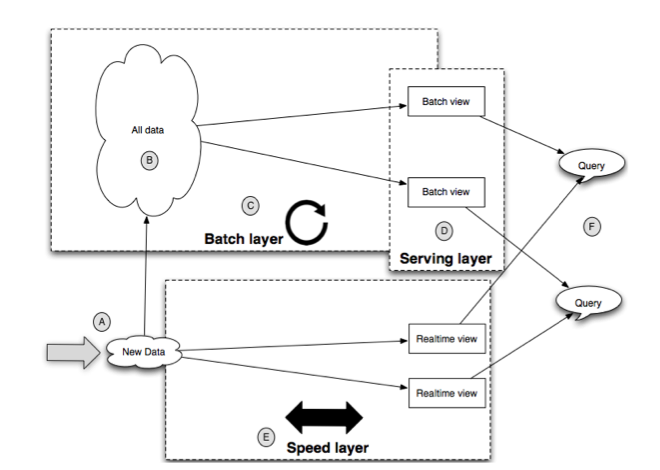 Batch view
All data
B
Query
Batch view
C
D
F
Batch layer
Serving layer
Query
A
New Data
Realtime view
Realtime view
E
Speed layer